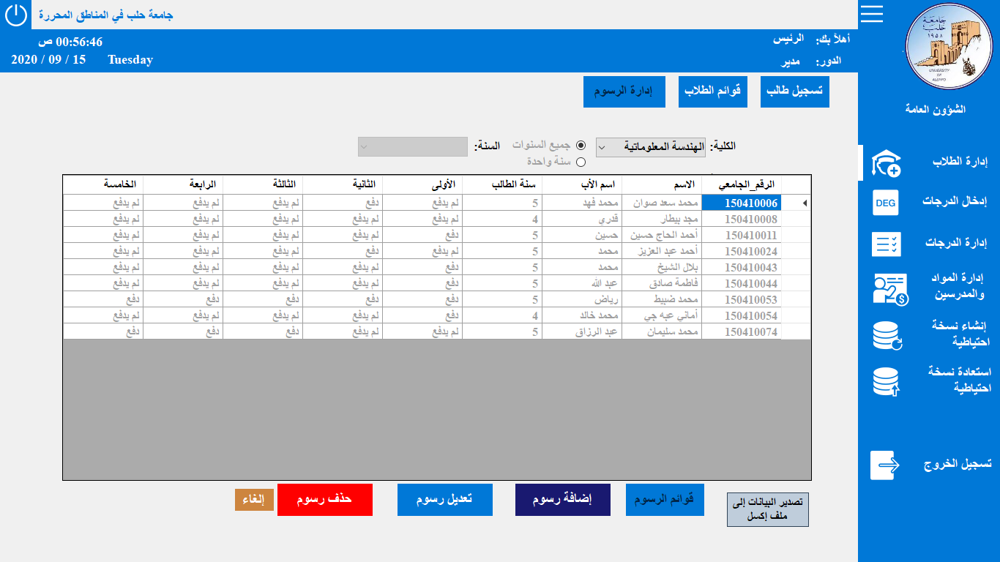 جامعة حلب في المناطق المحررة
أهلاً بك: الرئيس
00:56:46 ص
الدور: مدير
Tuesday 2020 / 09 / 15
جامعة حلب
١٩٥٨
UNIVERSITY
OF
ALEPPO
الشؤون العامة
إدارة الطلاب
DEG إدخال الدرجات
إدارة الدرجات
إدارة المواد
والمدرسين
إنشاء نسخة
احتياطية
استعادة نسخة
احتياطية
تسجيل الخروج
تسجيل طالب قوائم الطلاب إدارة الرسوم
الكلية: الهندسة المعلوماتية جميع السنوات السنة:
سنة واحدة
الرقم_الجامعي الاسم اسم الأب سنة الطالب الأولى الثانية الثالثة الرابعة الخامسة
150410006 محمد سعد صوان محمد فهد 5 لم يدفع دفع لم يدفع لم يدفع لم يدفع
150410008 مجد بيطار قدري 4 لم يدفع لم يدفع لم يدفع لم يدفع لم يدفع
150410011 أحمد الحاج حسين حسين 5 دفع لم يدفع لم يدفع لم يدفع لم يدفع
150410024 أحمد عبد العزيز محمد 5 لم يدفع دفع لم يدفع لم يدفع لم يدفع
150410043 بلال الشيخ محمد 5 دفع لم يدفع لم يدفع لم يدفع لم يدفع
150410044 فاطمة صادق عبد الله 5 دفع لم يدفع لم يدفع لم يدفع لم يدفع
150410053 محمد ضبيط رياض 5 دفع دفع دفع دفع دفع
150410054 أماني عبه جي محمد خالد 4 دفع لم يدفع لم يدفع لم يدفع لم يدفع
150410074 محمد سليمان عبد الرزاق 5 لم يدفع لم يدفع دفع دفع دفع
تصدير البيانات إلى
ملف إكسل
قوائم الرسوم إضافة رسوم تعديل رسوم حذف رسوم إلغاء